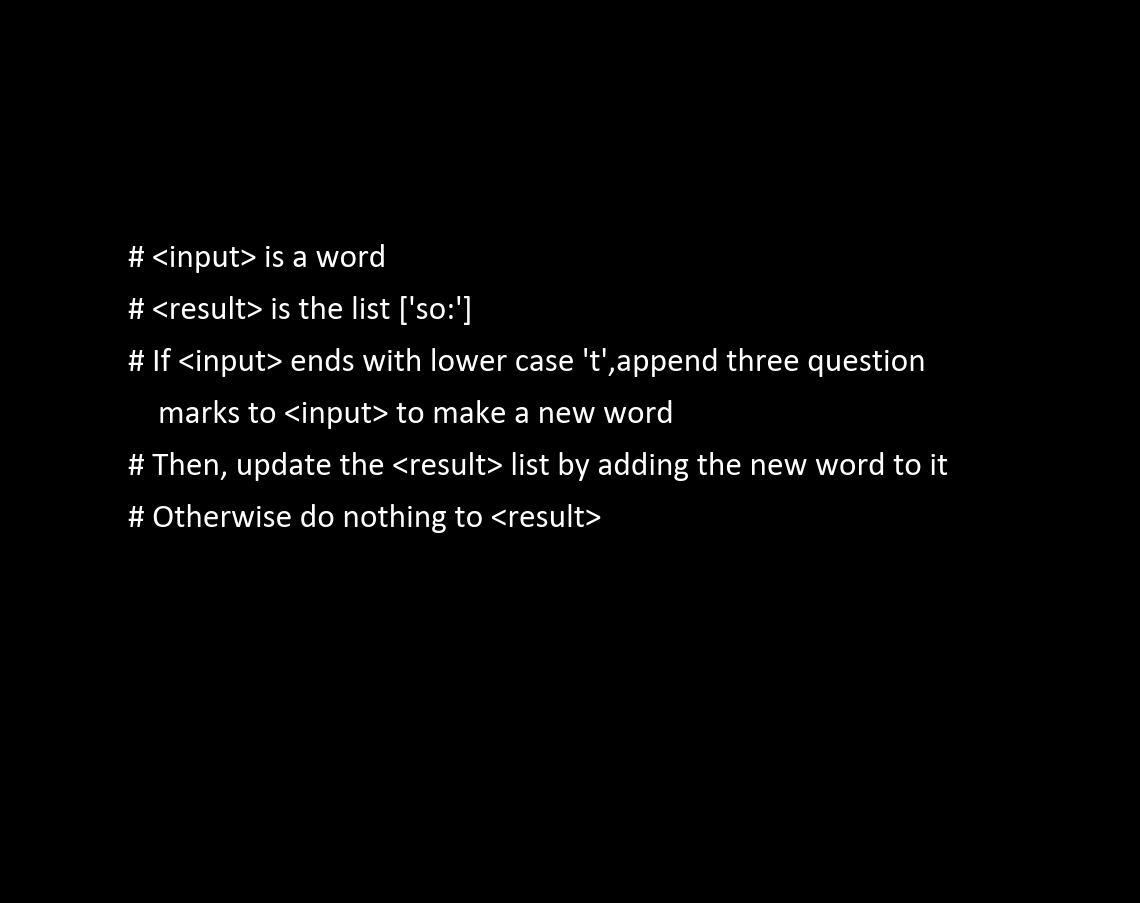 # <input> is a word
# <result> is the list ['so:']
# If <input> ends with lower case 't',append three question
marks to <input> to make a new word
# Then, update the <result> list by adding the new word to it
# Otherwise do nothing to <result>